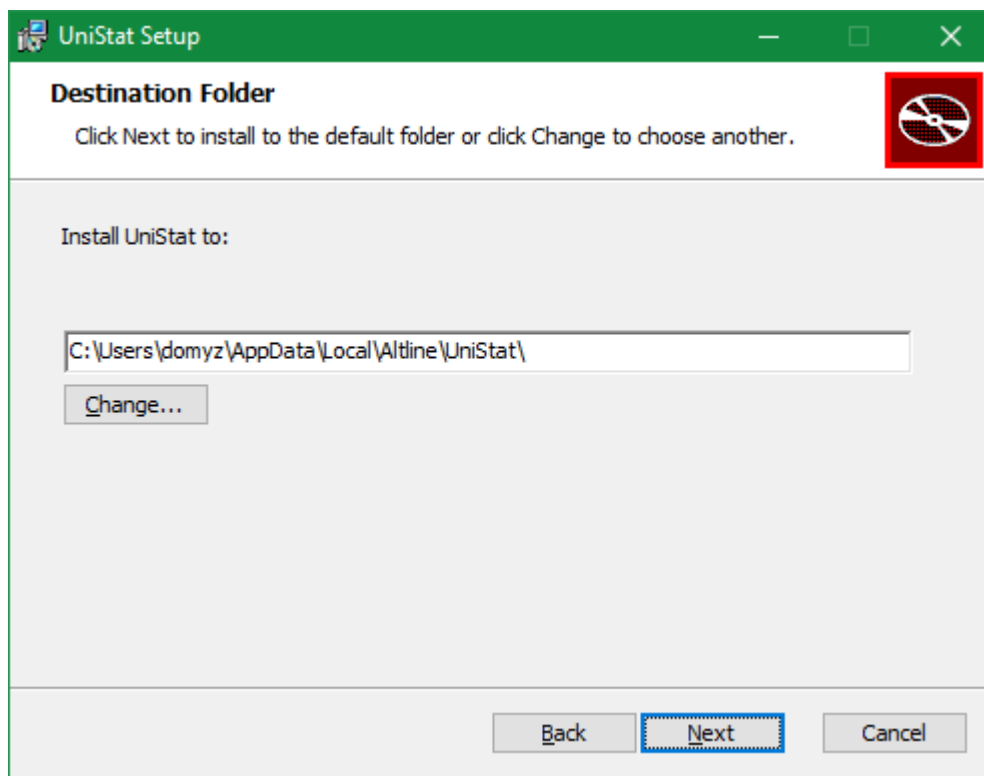 UniStat Setup
Destination Folder
Click Next to install to the default folder or click Change to choose another.
Install UniStat to:
C:\Users\domyz\AppData\Local\Altline\UniStat\
Change...
Back
Next
Cancel